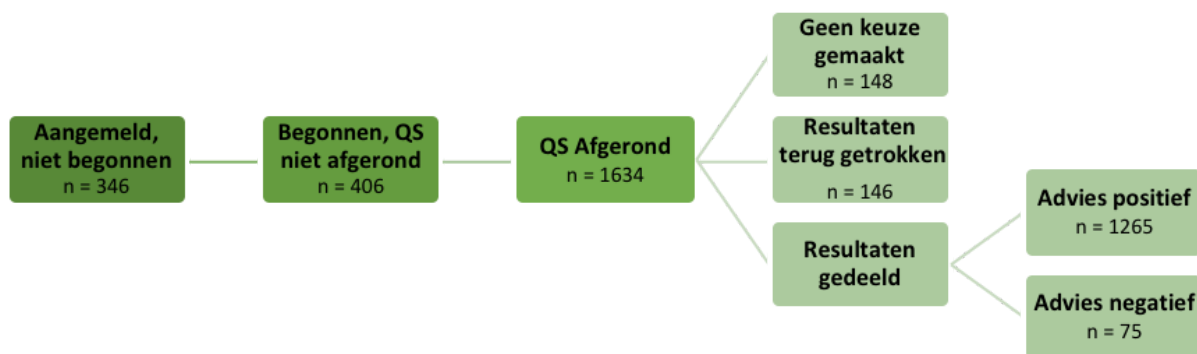 Aangemeld,
niet begonnen
n = 346
Begonnen, QS
niet afgerond
n = 406
QS Afgerond
n = 1634
Geen keuze
gemaakt
n = 148
Resultaten
terug getrokken
n = 146
Resultaten
gedeeld
Advies positief
n = 1265
Advies negatief
n = 75